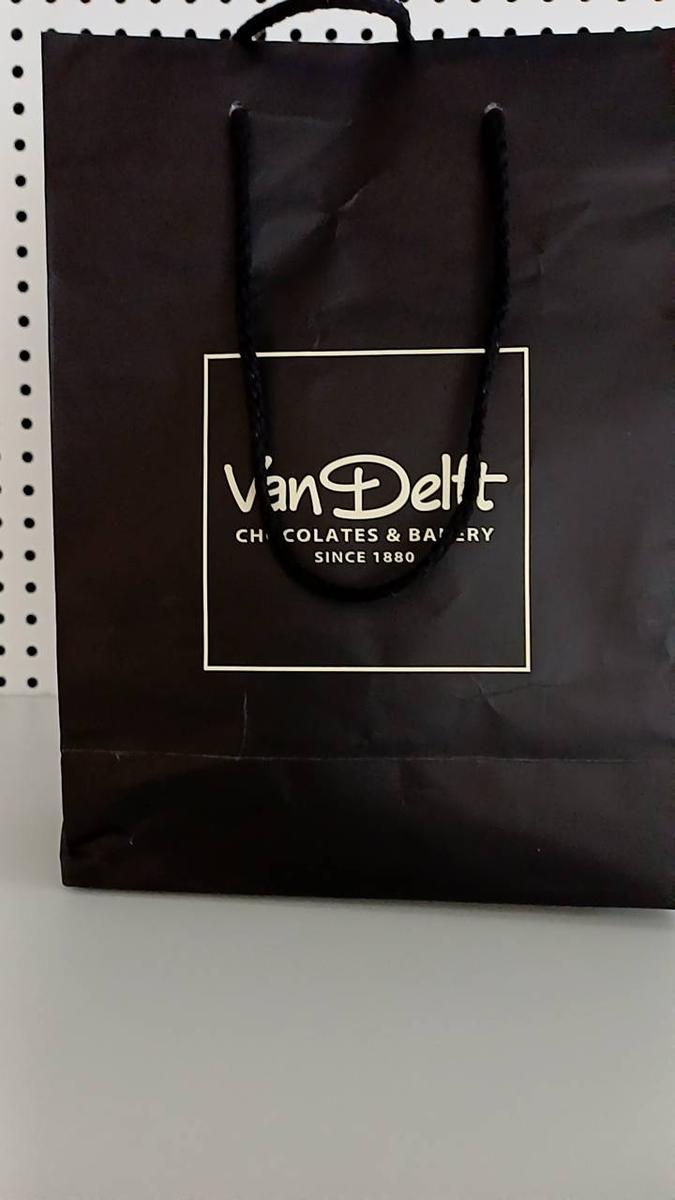 Van Delft
CHOCOLATES & BAKERY
SINCE 1880